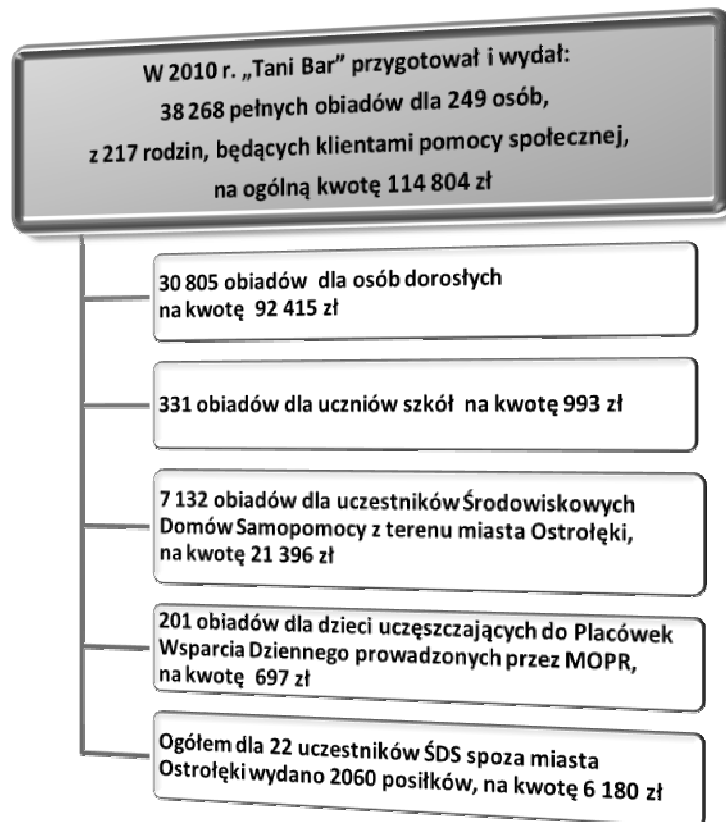 W 2010 r. „Tani Bar” przygotował i wydał:
38 268 pełnych obiadów dla 249 osób,
z 217 rodzin, będących klientami pomocy społecznej,
na ogólną kwotę 114 804 zł
30 805 obiadów dla osób dorosłych
na kwotę 92 415 zł
331 obiadów dla uczniów szkół na kwotę 993 zł
7 132 obiadów dla uczestników Środowiskowych
Domów Samopomocy z terenu miasta Ostrołęki,
na kwotę 21 396 zł
201 obiadów dla dzieci uczęszczających do Placówek
Wsparcia Dziennego prowadzonych przez MOPR,
na kwotę 697 zł
Ogółem dla 22 uczestników ŚDS spoza miasta
Ostrołęki wydano 2060 posiłków, na kwotę 6 180 zł